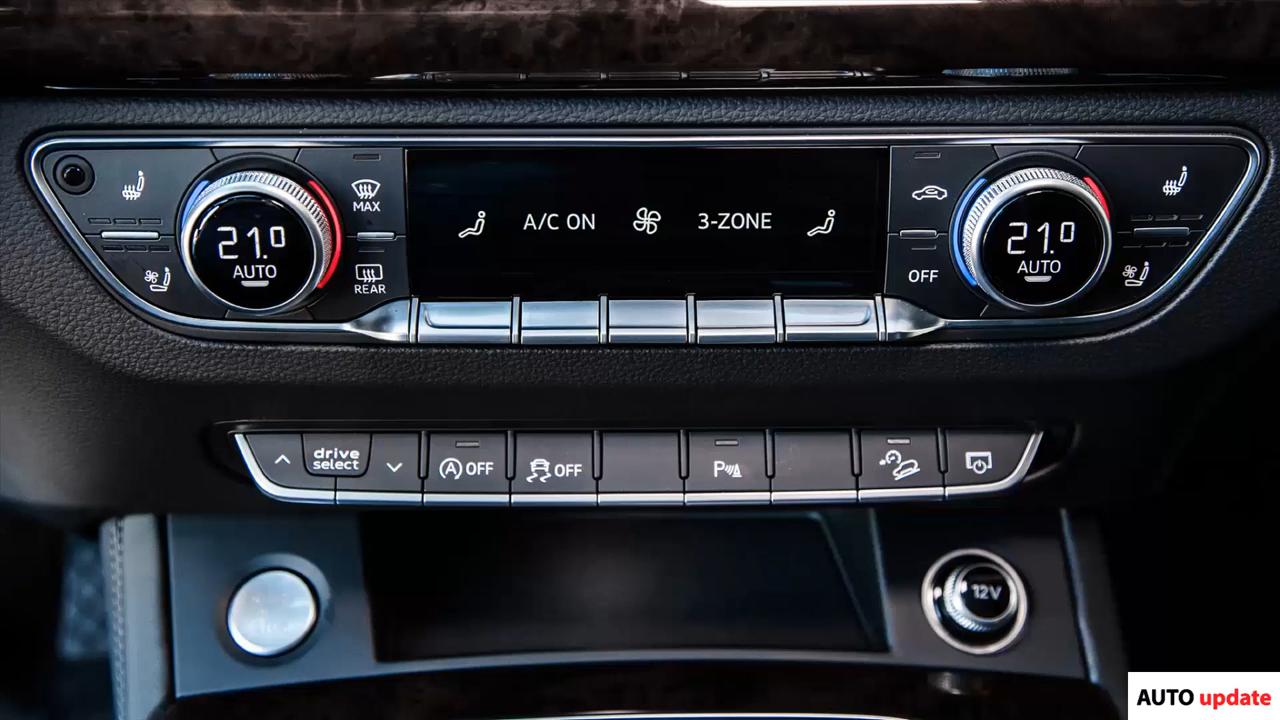 MAX
21.0
AUTO
REAR
A/C ON
3-ZONE
OFF
21.0
AUTO
drive
select
A OFF
OFF
P
12V
AUTO update